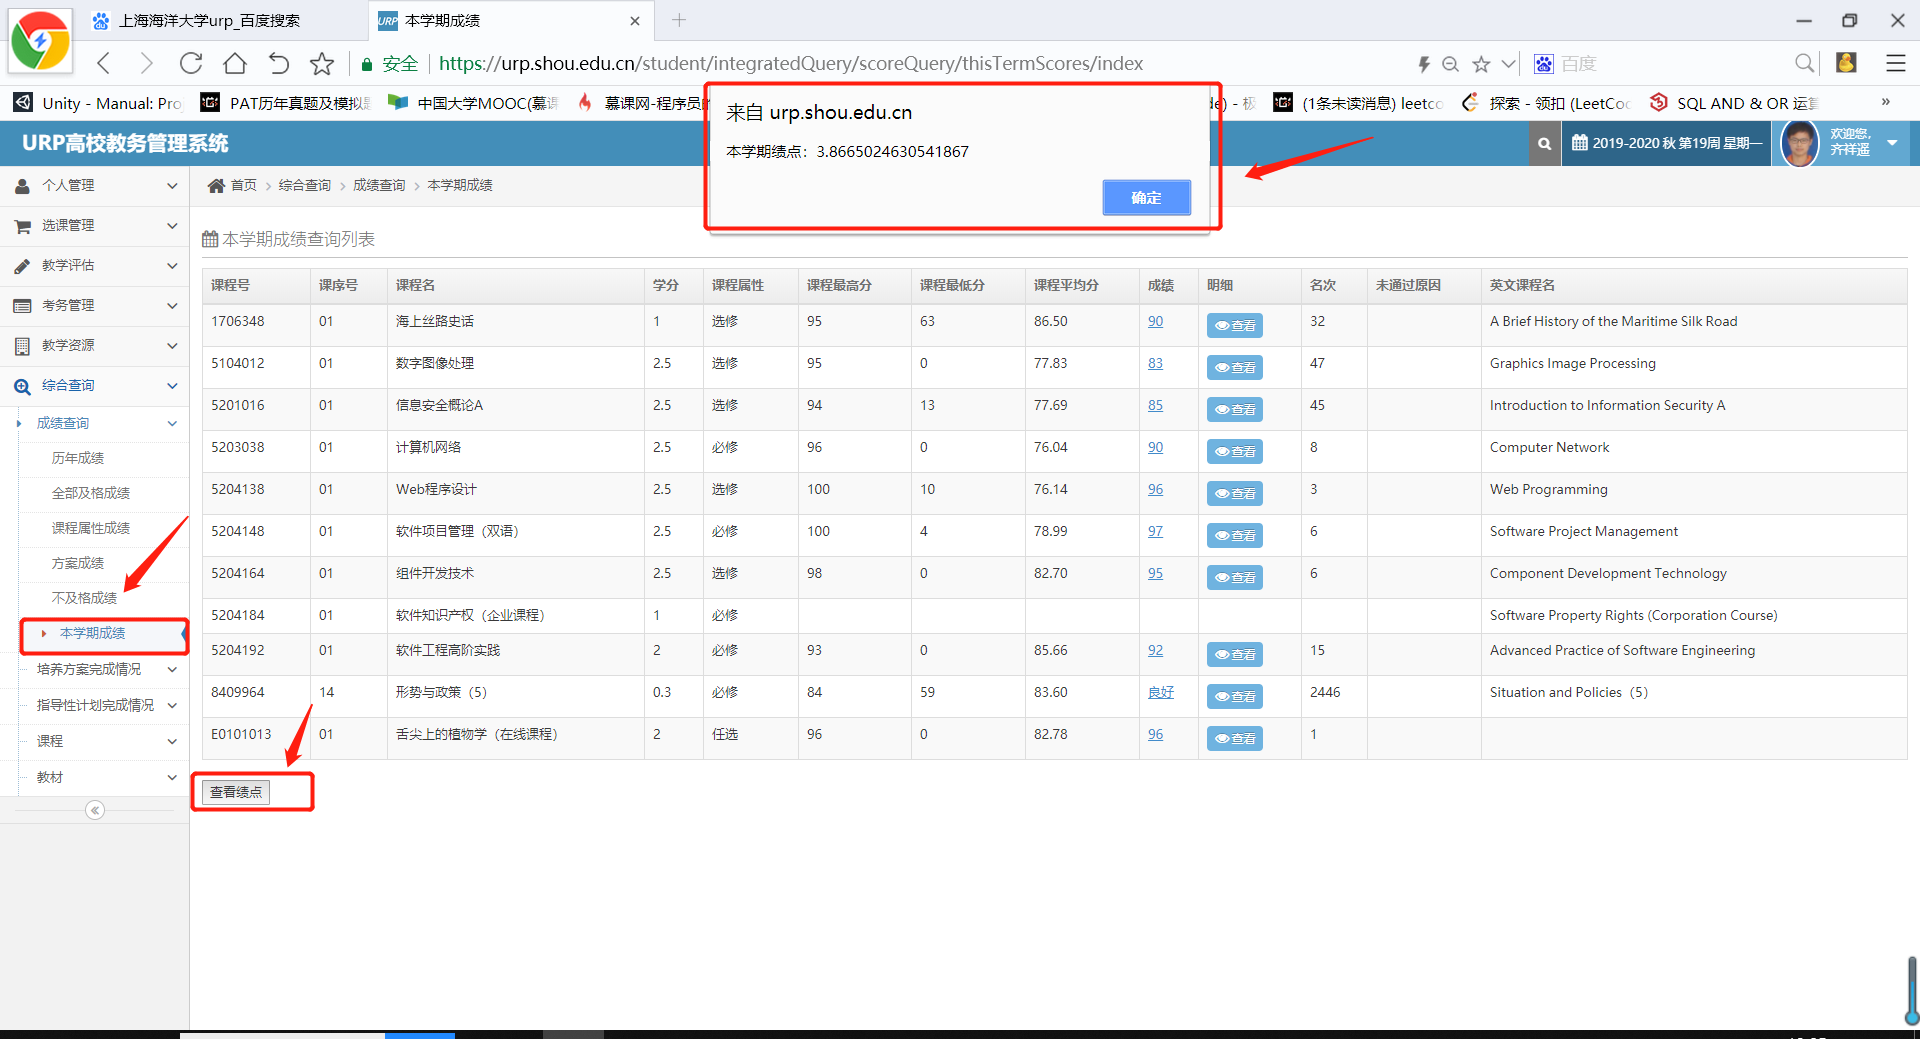 上海海洋大学urp_百度搜索
URP 本学期成绩
安全 https://urp.shou.edu.cn/student/integratedQuery/scoreQuery/thisTermScores/index 百度
Unity - Manual: Pro PAT历年真题及模拟题 中国大学MOOC(慕课 慕课网-程序员的 (1条未读消息) leetco 探索 - 领扣 (LeetCod SQL AND & OR 运算 »
来自 urp.shou.edu.cn
本学期绩点：3.8665024630541867
确定
URP高校教务管理系统
2019-2020 秋 第19周 星期一
欢迎您,
齐祥遥
个人管理
选课管理
教学评估
考务管理
教学资源
综合查询
成绩查询
历年成绩
全部及格成绩
课程属性成绩
方案成绩
不及格成绩
本学期成绩
培养方案完成情况
指导性计划完成情况
课程
教材
首页 > 综合查询 > 成绩查询 > 本学期成绩
本学期成绩查询列表
课程号 课序号 课程名 学分 课程属性 课程最高分 课程最低分 课程平均分 成绩 明细 名次 未通过原因 英文课程名
1706348 01 海上丝路史话 1 选修 95 63 86.50 90 查看 32 A Brief History of the Maritime Silk Road
5104012 01 数字图像处理 2.5 选修 95 0 77.83 83 查看 47 Graphics Image Processing
5201016 01 信息安全概论A 2.5 选修 94 13 77.69 85 查看 45 Introduction to Information Security A
5203038 01 计算机网络 2.5 必修 96 0 76.04 90 查看 8 Computer Network
5204138 01 Web程序设计 2.5 选修 100 10 76.14 96 查看 3 Web Programming
5204148 01 软件项目管理（双语） 2.5 必修 100 4 78.99 97 查看 6 Software Project Management
5204164 01 组件开发技术 2.5 选修 98 0 82.70 95 查看 6 Component Development Technology
5204184 01 软件知识产权（企业课程） 1 必修 Software Property Rights (Corporation Course)
5204192 01 软件工程高阶实践 2 必修 93 0 85.66 92 查看 15 Advanced Practice of Software Engineering
8409964 14 形势与政策（5） 0.3 必修 84 59 83.60 良好 查看 2446 Situation and Policies（5）
E0101013 01 舌尖上的植物学（在线课程） 2 任选 96 0 82.78 96 查看 1
查看绩点